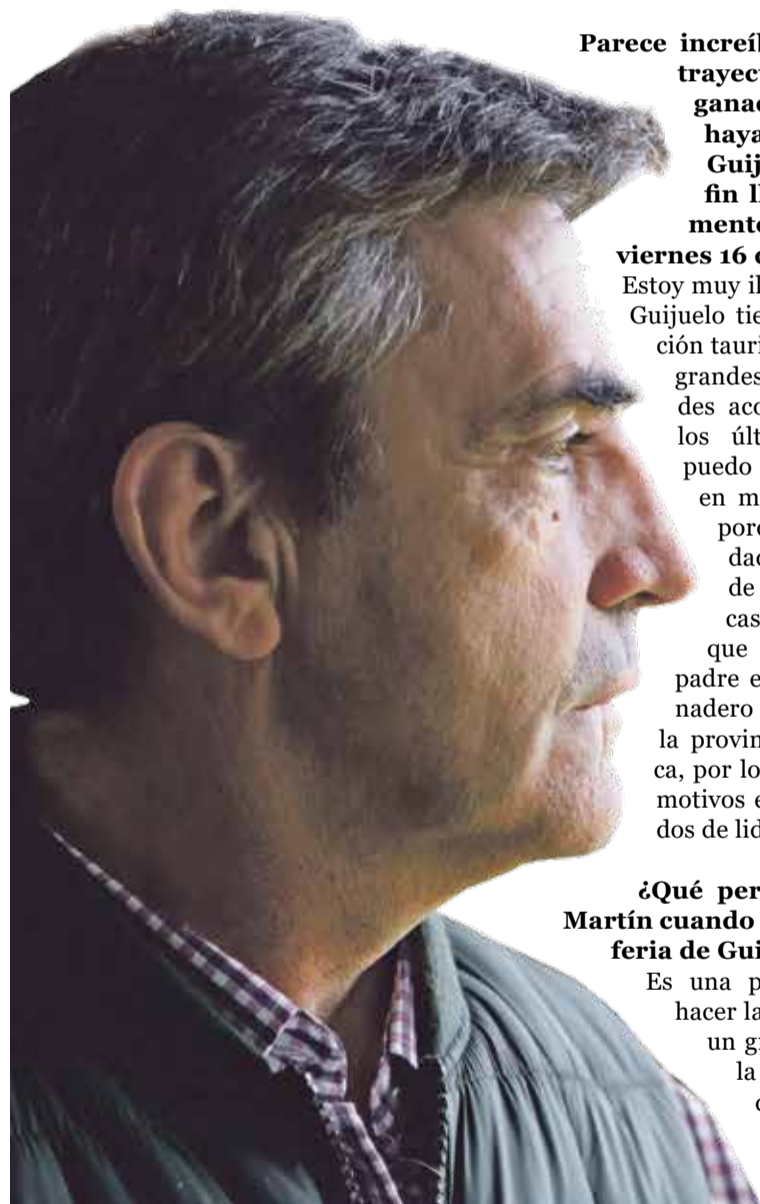 Parece increíb
trayect
ganad
haya
Guij
fin ll
mente
viernes 16 d
Estoy muy il
Guijuelo tie
ción tauri
grandes
des aco
los últ
puedo
en m
porq
dad
de
cas
que
padre e
nadero
la provin
ca, por lo
motivos e
dos de lid
¿Qué per
Martín cuando
feria de Gui
Es una p
hacer la
un gr
la